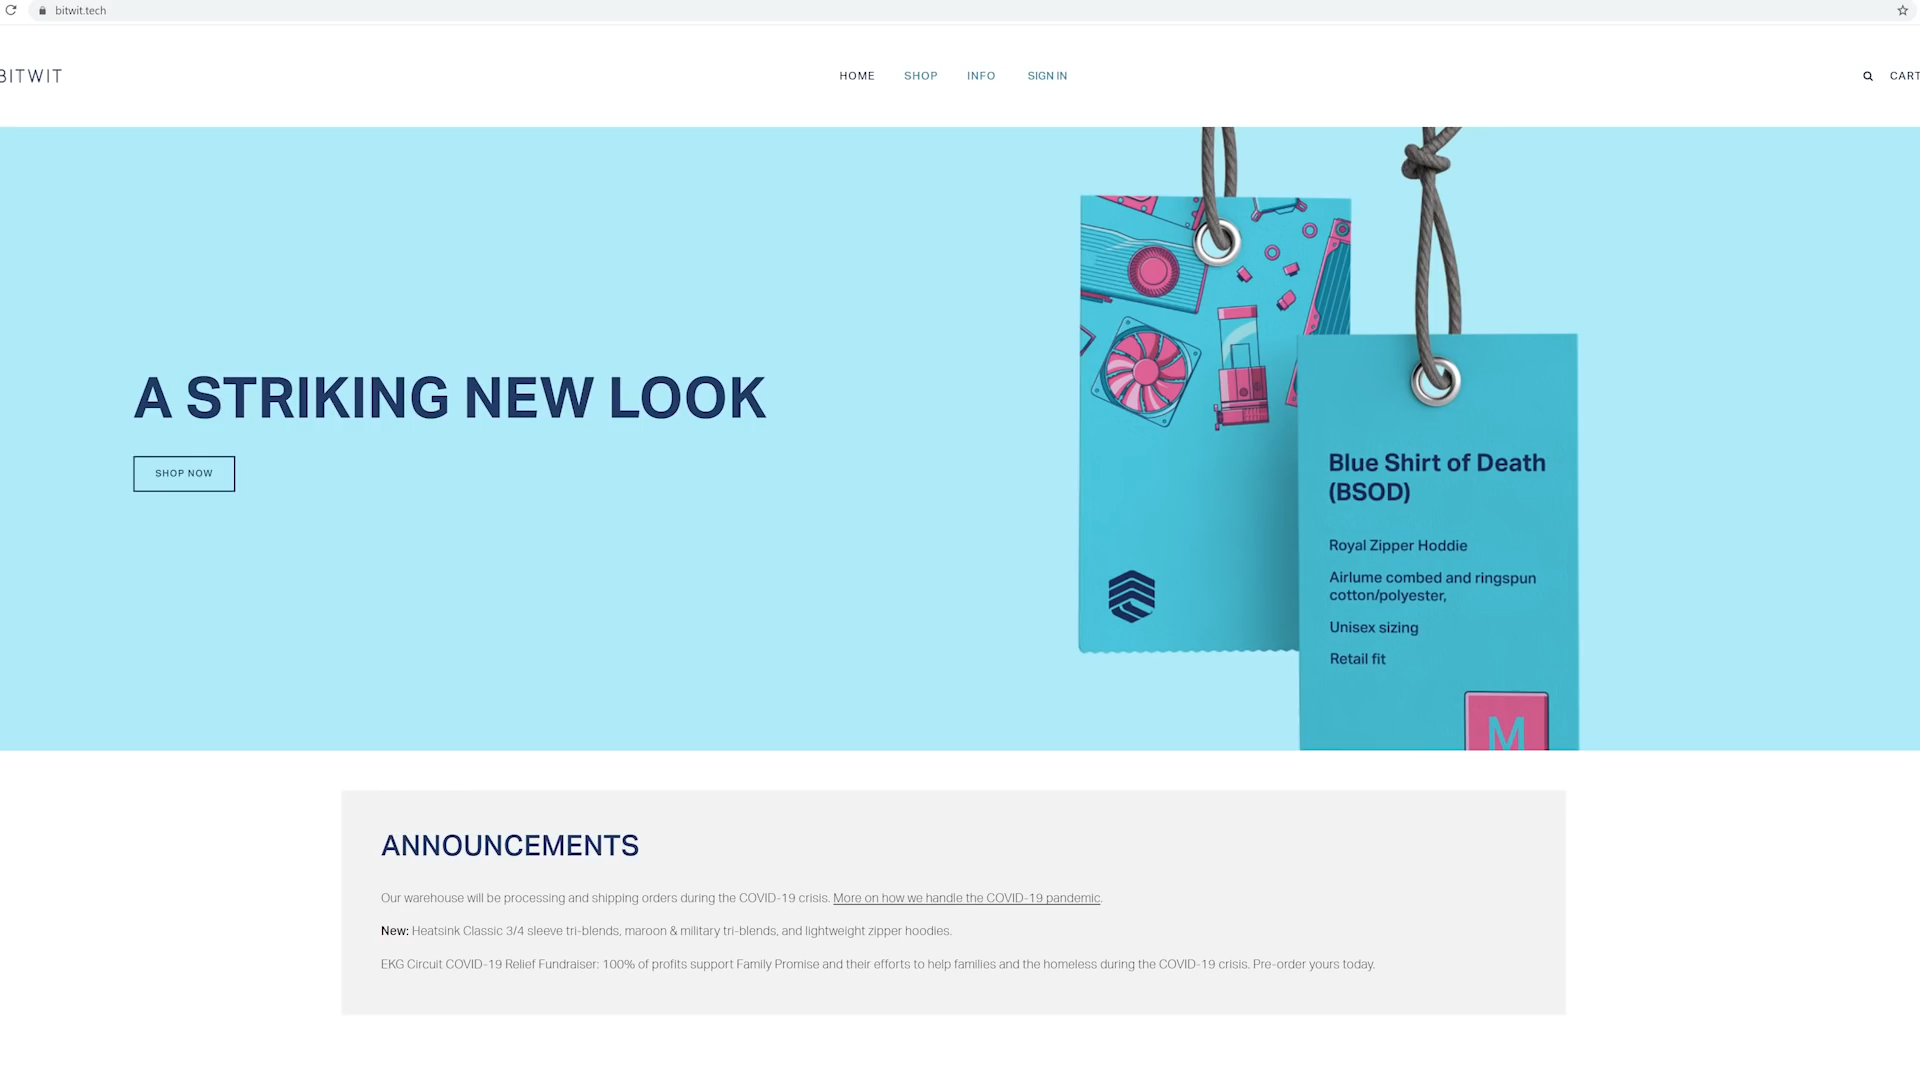 bitwit.tech
BITWIT
HOME SHOP INFO SIGN IN
CART
A STRIKING NEW LOOK
SHOP NOW
Blue Shirt of Death
(BSOD)
Royal Zipper Hoddie
Airlume combed and ringspun
cotton/polyester,
Unisex sizing
Retail fit
M
ANNOUNCEMENTS
Our warehouse will be processing and shipping orders during the COVID-19 crisis. More on how we handle the COVID-19 pandemic.
New: Heatsink Classic 3/4 sleeve tri-blends, maroon & military tri-blends, and lightweight zipper hoodies.
EKG Circuit COVID-19 Relief Fundraiser: 100% of profits support Family Promise and their efforts to help families and the homeless during the COVID-19 crisis. Pre-order yours today.